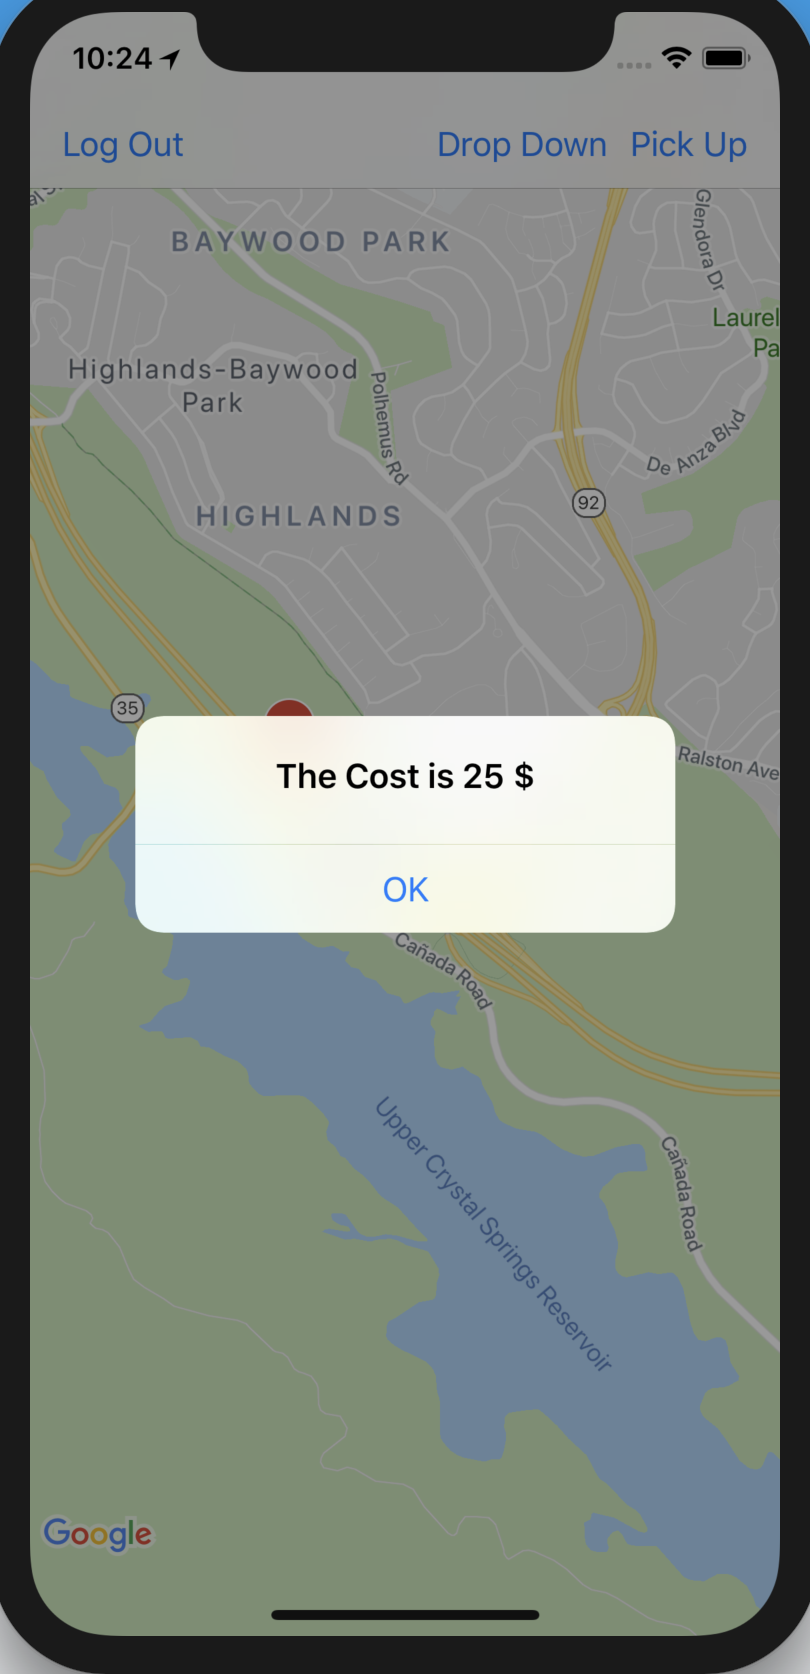 10:24
Log Out
Drop Down
Pick Up
BAYWOOD PARK
Glendora Dr
Laurel
Pa
Highlands-Baywood
Park
Polhemus Rd
De Anza Blvd
92
HIGHLANDS
35
Ralston Ave
The Cost is 25 $
OK
Cañada Road
Upper Crystal Springs Reservoir
Cañada Road
Google